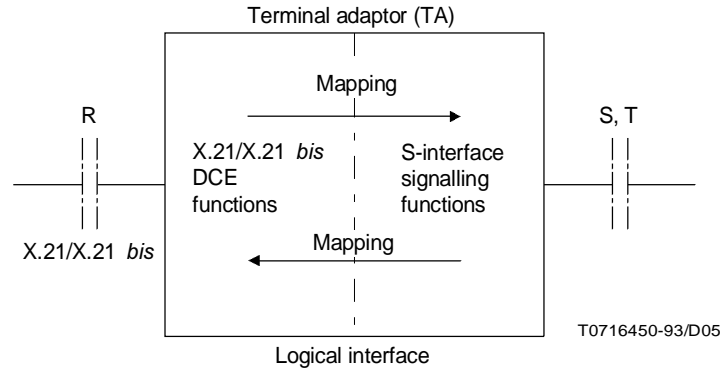 Terminal adaptor (TA)
Mapping
R
S, T
X.21/X.21 bis
DCE
functions
S-interface
signalling
functions
Mapping
X.21/X.21 bis
T0716450-93/D05
Logical interface